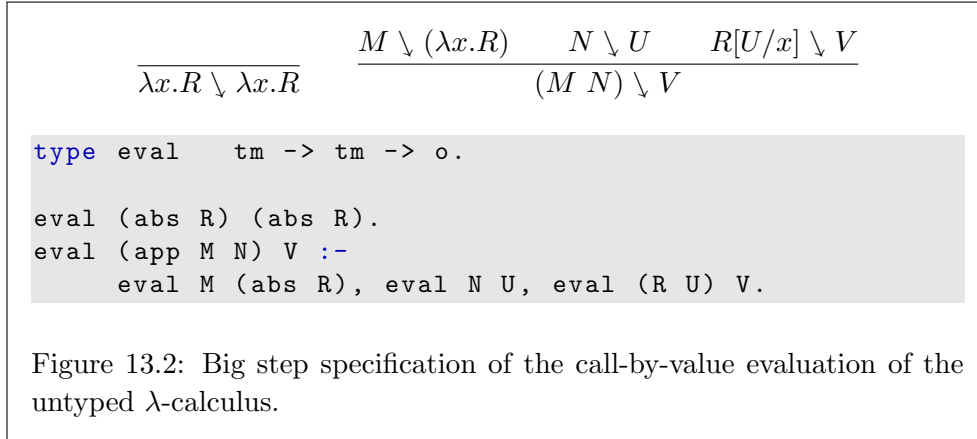 M ↘ (λx.R) N ↘ U R[U/x] ↘ V
λx.R ↘ λx.R (M N) ↘ V
type eval tm -> tm -> o.
eval (abs R) (abs R).
eval (app M N) V :-
eval M (abs R), eval N U, eval (R U) V.
Figure 13.2: Big step specification of the call-by-value evaluation of the
untyped λ-calculus.